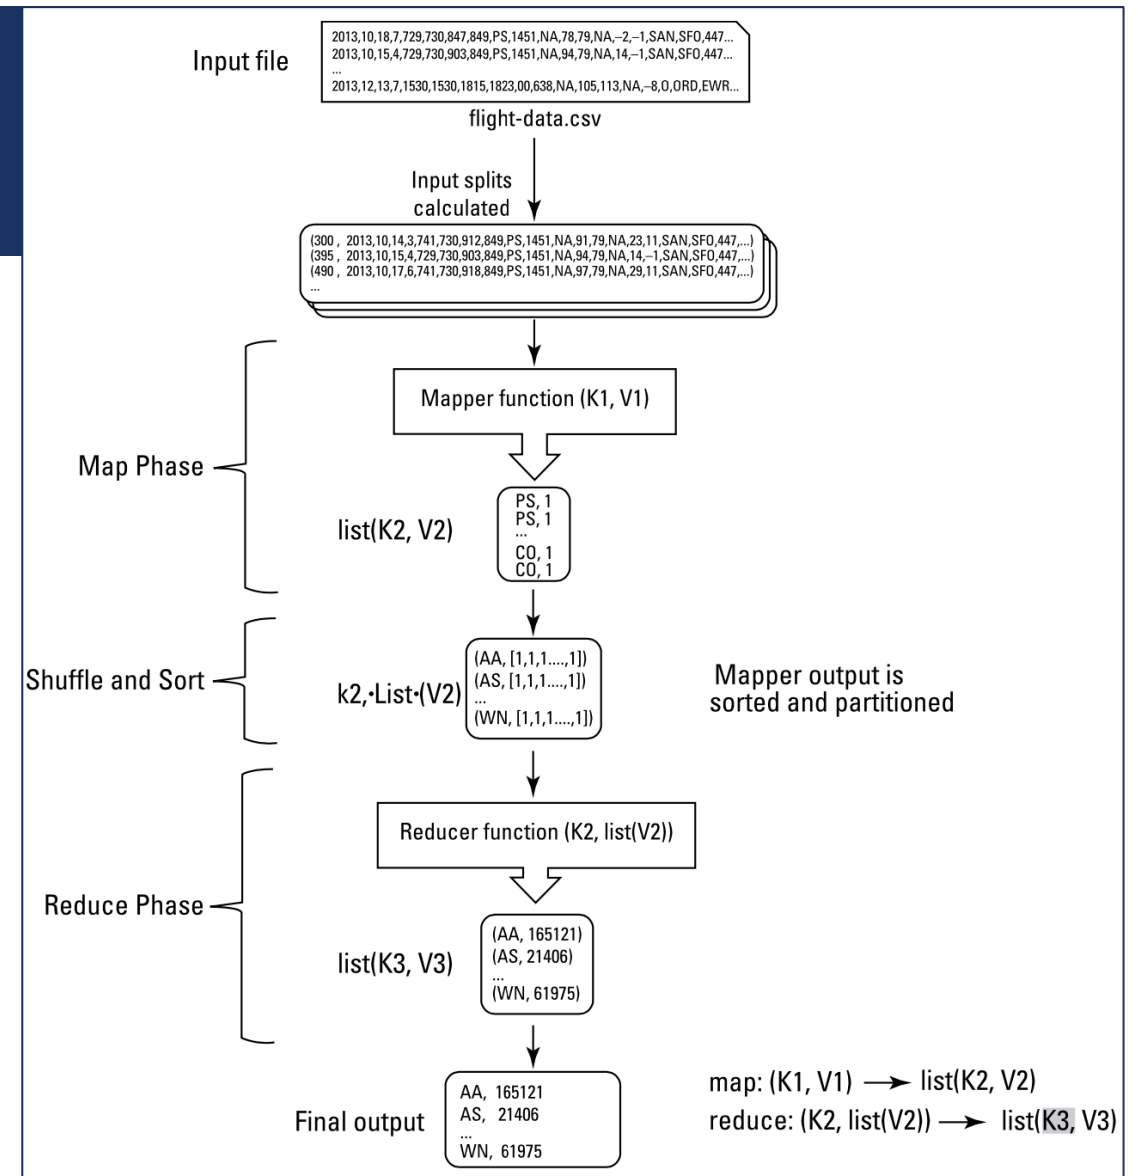 Input file
2013,10,18,7,729,730,847,849,PS,1451,NA,78,79,NA,–2,–1,SAN,SFO,447...
2013,10,15,4,729,730,903,849,PS,1451,NA,94,79,NA,14,–1,SAN,SFO,447...
...
2013,12,13,7,1530,1530,1815,1823,00,638,NA,105,113,NA,–8,O,ORD,EWR...
flight-data.csv
Input splits
calculated
(300 , 2013,10,14,3,741,730,912,849,PS,1451,NA,91,79,NA,23,11,SAN,SFO,447,...)
(395 , 2013,10,15,4,729,730,903,849,PS,1451,NA,94,79,NA,14,–1,SAN,SFO,447,...)
(490 , 2013,10,17,6,741,730,918,849,PS,1451,NA,97,79,NA,29,11,SAN,SFO,447,...)
...
Mapper function (K1, V1)
Map Phase
list(K2, V2)
PS, 1
PS, 1
...
CO, 1
CO, 1
Shuffle and Sort
k2,·List·(V2)
(AA, [1,1,1....,1])
(AS, [1,1,1....,1])
...
(WN, [1,1,1....,1])
Mapper output is
sorted and partitioned
Reducer function (K2, list(V2))
Reduce Phase
list(K3, V3)
(AA, 165121)
(AS, 21406)
...
(WN, 61975)
Final output
AA, 165121
AS, 21406
...
WN, 61975
map: (K1, V1) → list(K2, V2)
reduce: (K2, list(V2)) → list(K3, V3)